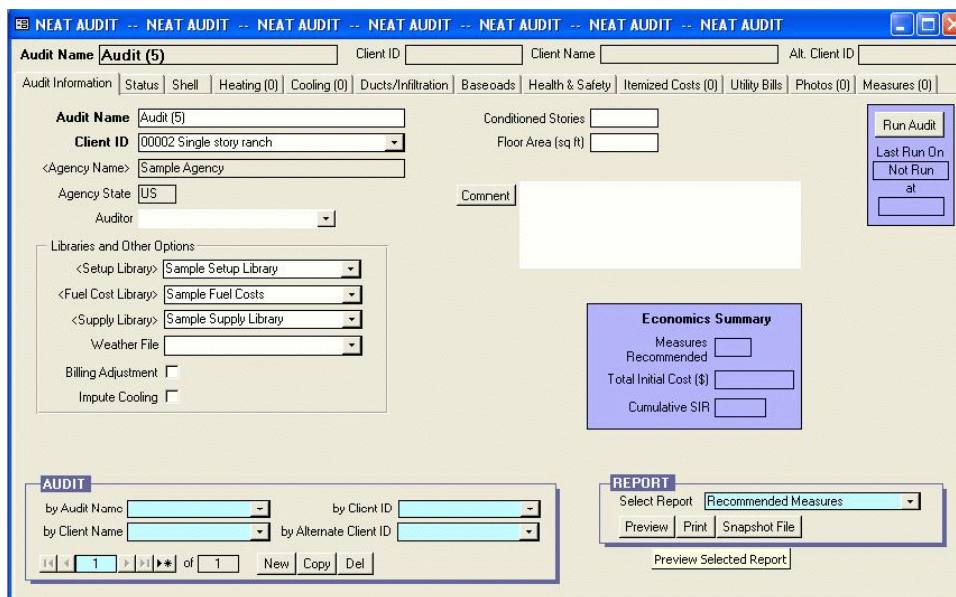 NEAT AUDIT -- NEAT AUDIT -- NEAT AUDIT -- NEAT AUDIT -- NEAT AUDIT -- NEAT AUDIT -- NEAT AUDIT
Audit Name Audit (5) Client ID Client Name Alt. Client ID
Audit Information Status Shell Heating (0) Cooling (0) Ducts/Infiltration Baseoads Health & Safety Itemized Costs (0) Utility Bills Photos (0) Measures (0)
Audit Name Audit (5)
Client ID 00002 Single story ranch
<Agency Name> Sample Agency
Agency State US
Auditor
Conditioned Stories
Floor Area (sq ft)
Comment
Run Audit
Last Run On
Not Run
at
Libraries and Other Options
<Setup Library> Sample Setup Library
<Fuel Cost Library> Sample Fuel Costs
<Supply Library> Sample Supply Library
Weather File
Billing Adjustment
Impute Cooling
Economics Summary
Measures
Recommended
Total Initial Cost ($)
Cumulative SIR
AUDIT
by Audit Name by Client ID
by Client Name by Alternate Client ID
1 of 1 New Copy Del
REPORT
Select Report Recommended Measures
Preview Print Snapshot File
Preview Selected Report